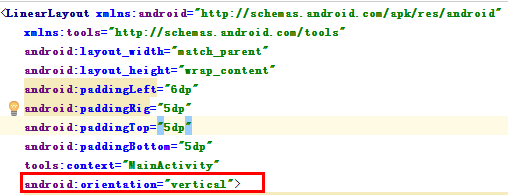 <LinearLayout xmlns:android="http://schemas.android.com/apk/res/android"
xmlns:tools="http://schemas.android.com/tools"
android:layout_width="match_parent"
android:layout_height="wrap_content"
android:paddingLeft="6dp"
android:paddingRig="5dp"
android:paddingTop="5dp"
android:paddingBottom="5dp"
tools:context="MainActivity"
android:orientation="vertical">